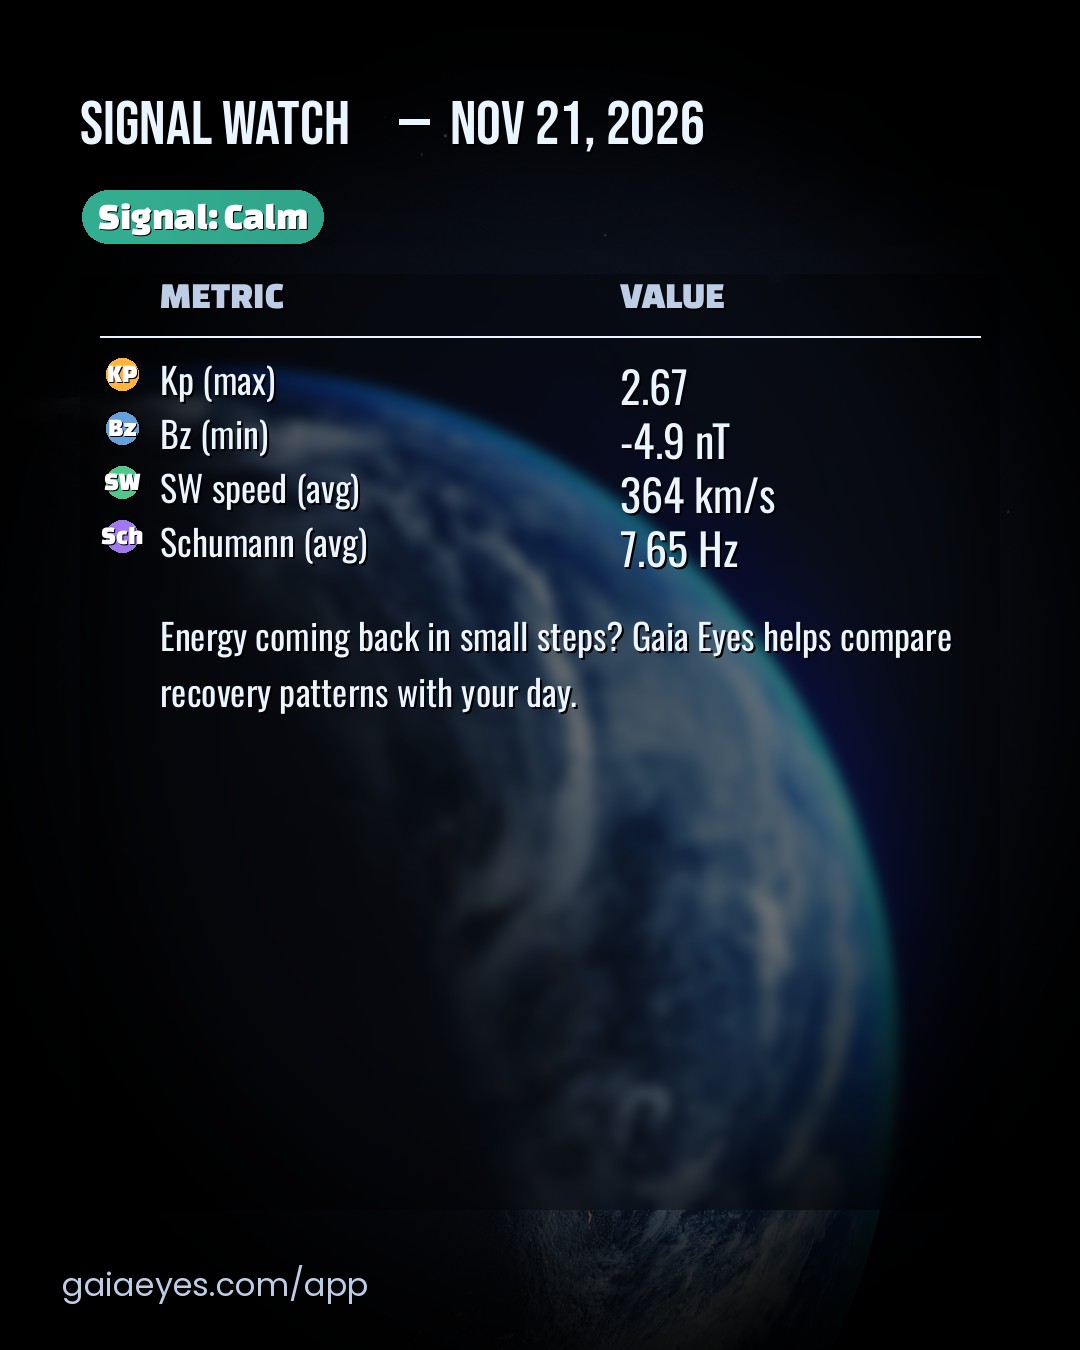 SIGNAL WATCH — NOV 21, 2026
Signal: Calm
METRIC VALUE
KP Kp (max) 2.67
Bz Bz (min) -4.9 nT
SW SW speed (avg) 364 km/s
Sch Schumann (avg) 7.65 Hz
Energy coming back in small steps? Gaia Eyes helps compare
recovery patterns with your day.
gaiaeyes.com/app